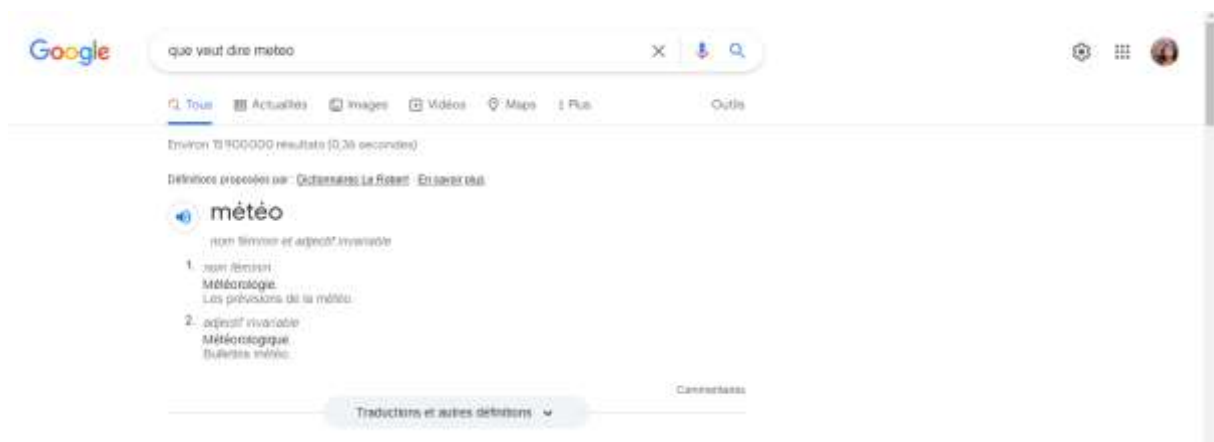 Google
que veut dire meteo
Tous Actualités Images Vidéos Maps Plus Outils
Environ 15 900 000 résultats (0,36 secondes)
Définitions proposées par : Dictionnaires Le Robert · En savoir plus
météo
nom féminin et adjectif invariable
1. nom féminin
Météorologie.
Les prévisions de la météo.
2. adjectif invariable
Météorologique.
Bulletins météo.
Commentaires
Traductions et autres définitions